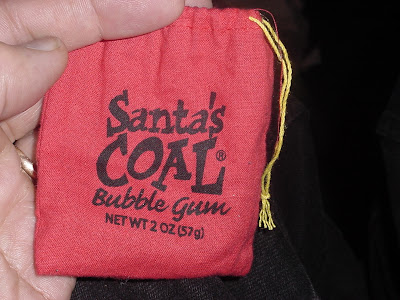 Santa's
COAL®
Bubble Gum
NET WT 2 OZ (57g)